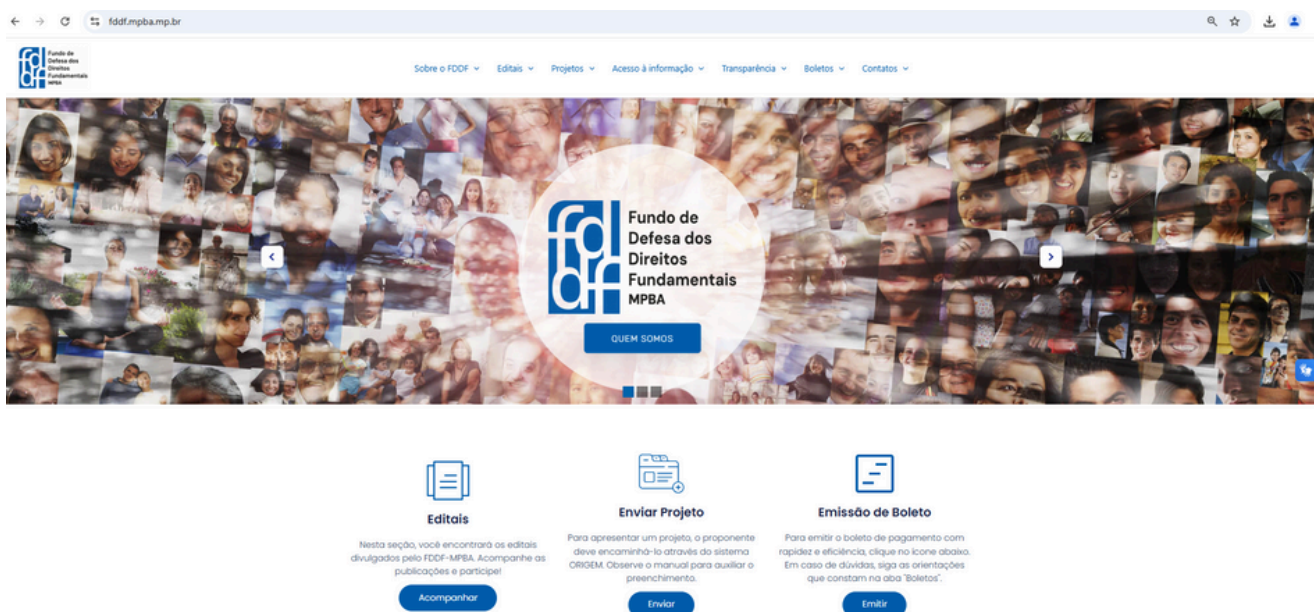 fddf.mpba.mp.br
fddf
Fundo de
Defesa dos
Direitos
Fundamentais
MPBA
Sobre o FDDF
Editais
Projetos
Acesso à informação
Transparência
Boletos
Contatos
fddf
Fundo de
Defesa dos
Direitos
Fundamentais
MPBA
QUEM SOMOS
Editais
Nesta seção, você encontrará os editais
divulgados pelo FDDF-MPBA. Acompanhe as
publicações e participe!
Acompanhar
Enviar Projeto
Para apresentar um projeto, o proponente
deve encaminhá-lo através do sistema
ORIGEM. Observe o manual para auxiliar o
preenchimento.
Enviar
Emissão de Boleto
Para emitir o boleto de pagamento com
rapidez e eficiência, clique no ícone abaixo.
Em caso de dúvidas, siga as orientações
que constam na aba "Boletos".
Emitir